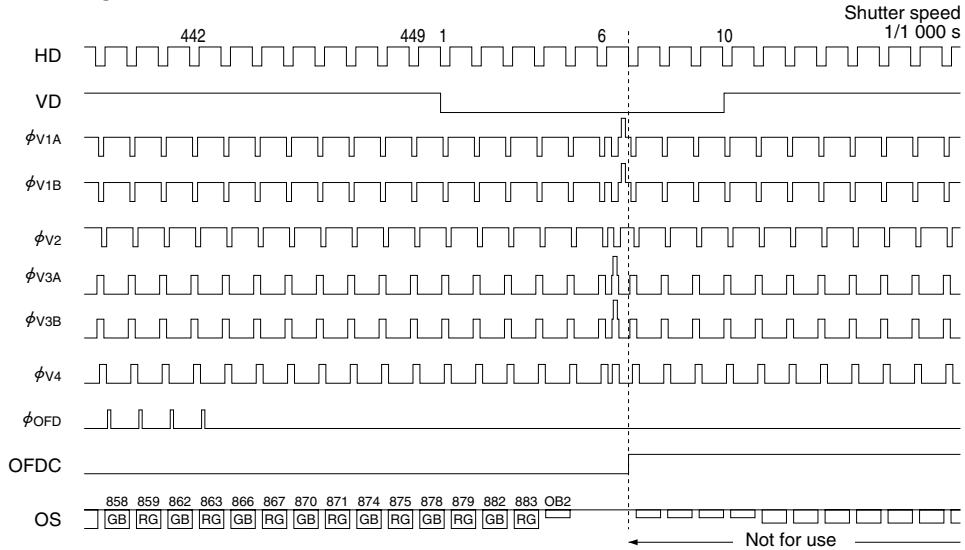 Shutter speed
1/1 000 s
442 449 1 6 10
HD
VD
ϕV1A
ϕV1B
ϕV2
ϕV3A
ϕV3B
ϕV4
ϕOFD
OFDC
858 859 862 863 866 867 870 871 874 875 878 879 882 883 OB2
OS GB RG GB RG GB RG GB RG GB RG GB RG GB RG
Not for use